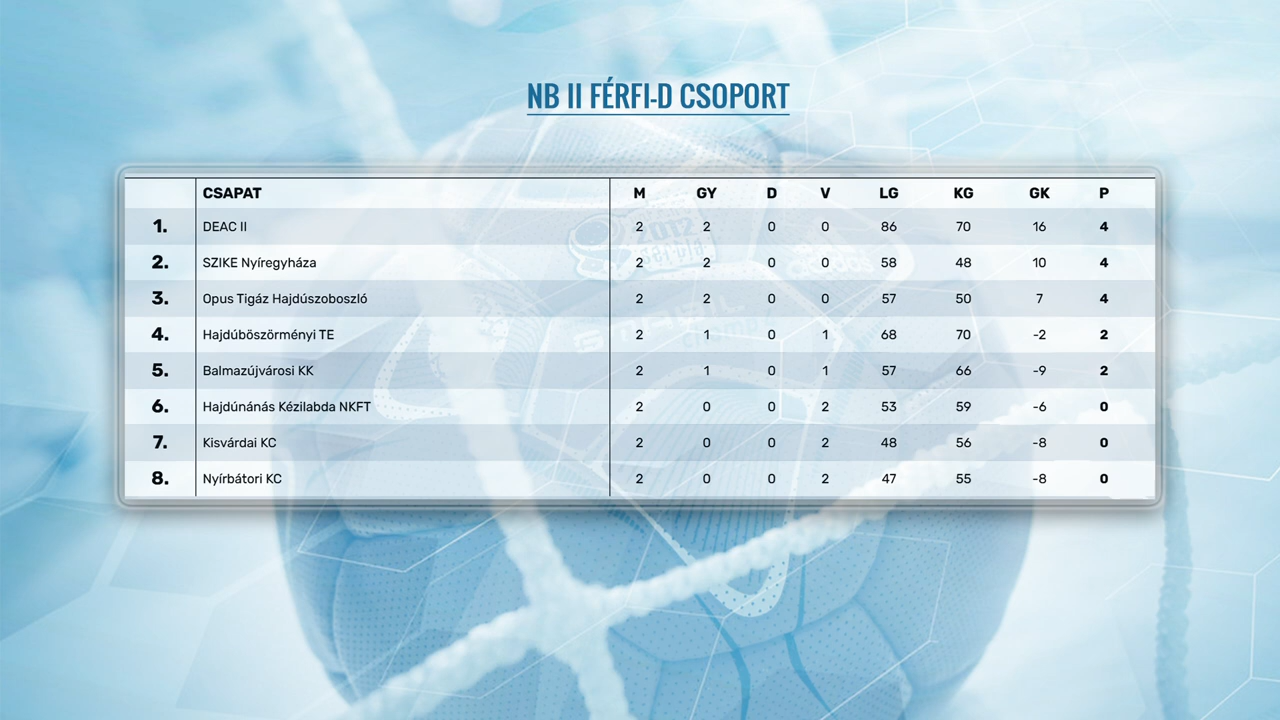 NB II FÉRFI-D CSOPORT
CSAPAT M GY D V LG KG GK P
1. DEAC II 2 2 0 0 86 70 16 4
2. SZIKE Nyíregyháza 2 2 0 0 58 48 10 4
3. Opus Tigáz Hajdúszoboszló 2 2 0 0 57 50 7 4
4. Hajdúböszörményi TE 2 1 0 1 68 70 -2 2
5. Balmazújvárosi KK 2 1 0 1 57 66 -9 2
6. Hajdúnánás Kézilabda NKFT 2 0 0 2 53 59 -6 0
7. Kisvárdai KC 2 0 0 2 48 56 -8 0
8. Nyírbátori KC 2 0 0 2 47 55 -8 0